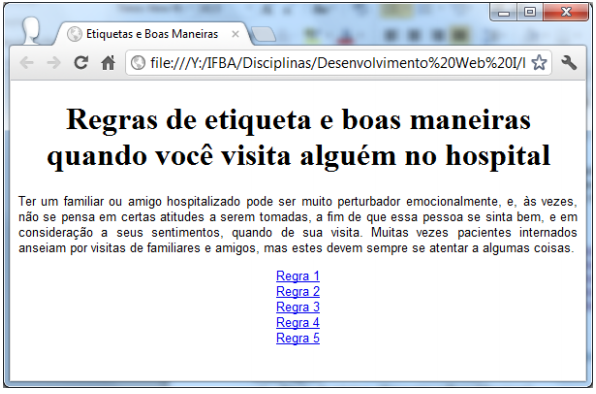 Etiquetas e Boas Maneiras
file:///Y:/IFBA/Disciplinas/Desenvolvimento%20Web%20I/
Regras de etiqueta e boas maneiras
quando você visita alguém no hospital
Ter um familiar ou amigo hospitalizado pode ser muito perturbador emocionalmente, e, às vezes,
não se pensa em certas atitudes a serem tomadas, a fim de que essa pessoa se sinta bem, e em
consideração a seus sentimentos, quando de sua visita. Muitas vezes pacientes internados
anseiam por visitas de familiares e amigos, mas estes devem sempre se atentar a algumas coisas.
Regra 1
Regra 2
Regra 3
Regra 4
Regra 5